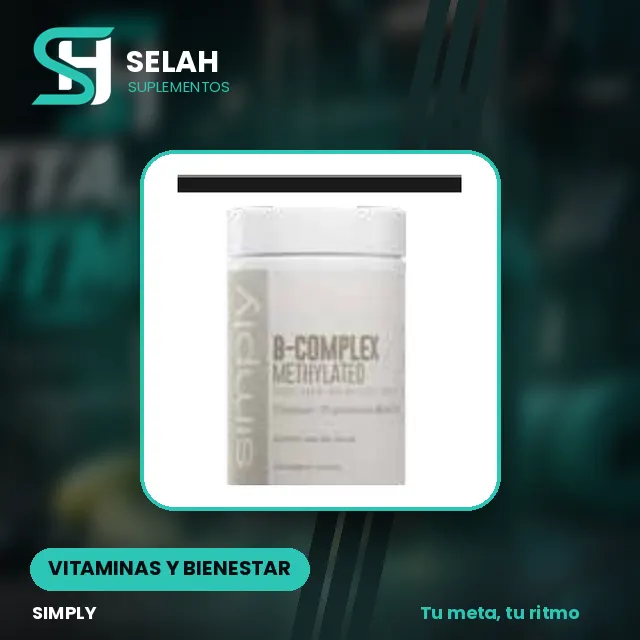 SELAH
SUPLEMENTOS
simply
B-COMPLEX
METHYLATED
VITAMINAS Y BIENESTAR
SIMPLY
Tu meta, tu ritmo